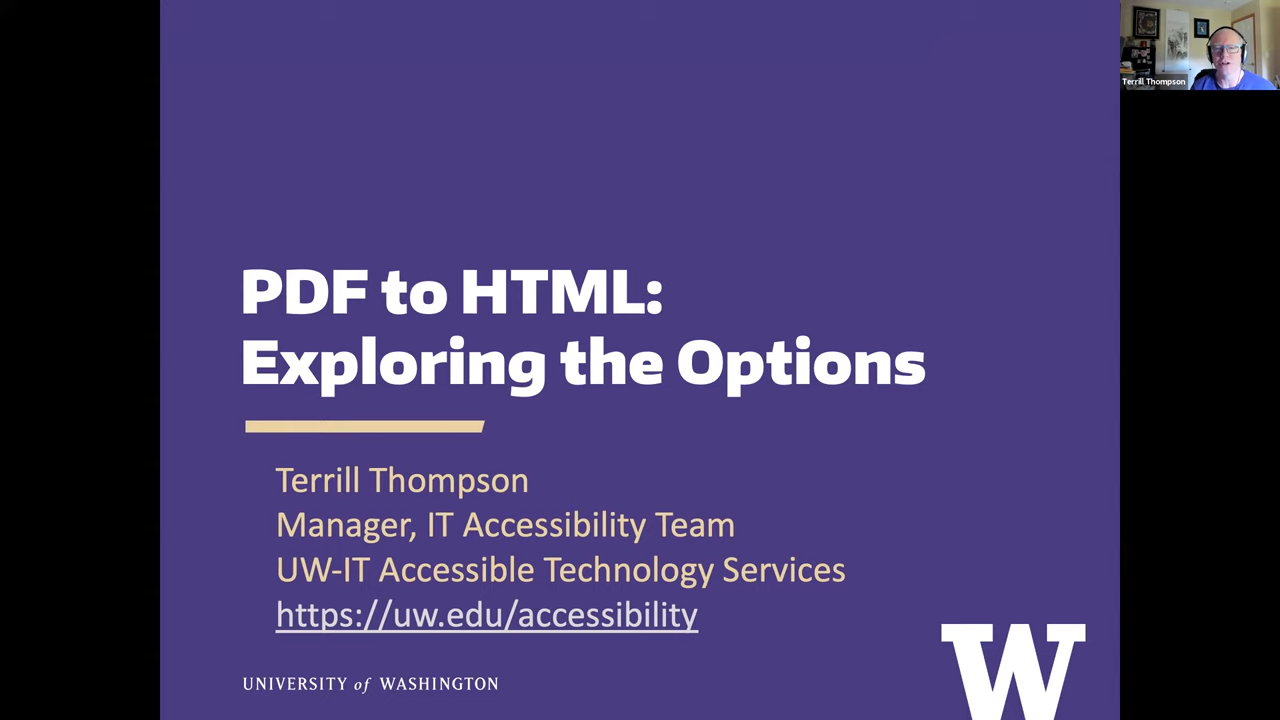 PDF to HTML:
Exploring the Options
Terrill Thompson
Manager, IT Accessibility Team
UW-IT Accessible Technology Services
https://uw.edu/accessibility
UNIVERSITY of WASHINGTON
W
Terrill Thompson